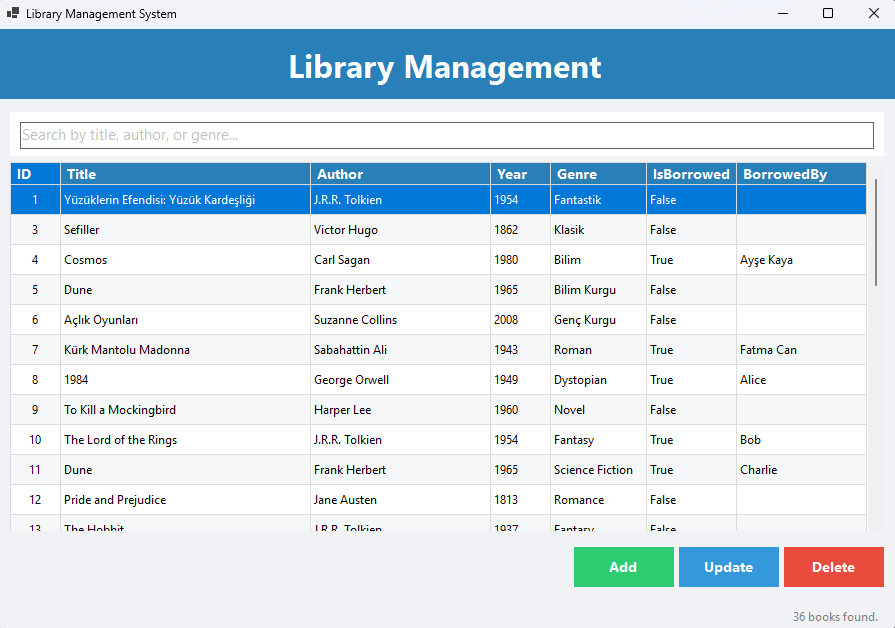 Library Management System
Library Management
Search by title, author, or genre...
ID Title Author Year Genre IsBorrowed BorrowedBy
1 Yüzüklerin Efendisi: Yüzük Kardeşliği J.R.R. Tolkien 1954 Fantastik False
3 Sefiller Victor Hugo 1862 Klasik False
4 Cosmos Carl Sagan 1980 Bilim True Ayşe Kaya
5 Dune Frank Herbert 1965 Bilim Kurgu False
6 Açlık Oyunları Suzanne Collins 2008 Genç Kurgu False
7 Kürk Mantolu Madonna Sabahattin Ali 1943 Roman True Fatma Can
8 1984 George Orwell 1949 Dystopian True Alice
9 To Kill a Mockingbird Harper Lee 1960 Novel False
10 The Lord of the Rings J.R.R. Tolkien 1954 Fantasy True Bob
11 Dune Frank Herbert 1965 Science Fiction True Charlie
12 Pride and Prejudice Jane Austen 1813 Romance False
13 The Hobbit J.R.R. Tolkien 1937 Fantasy False
Add Update Delete
36 books found.